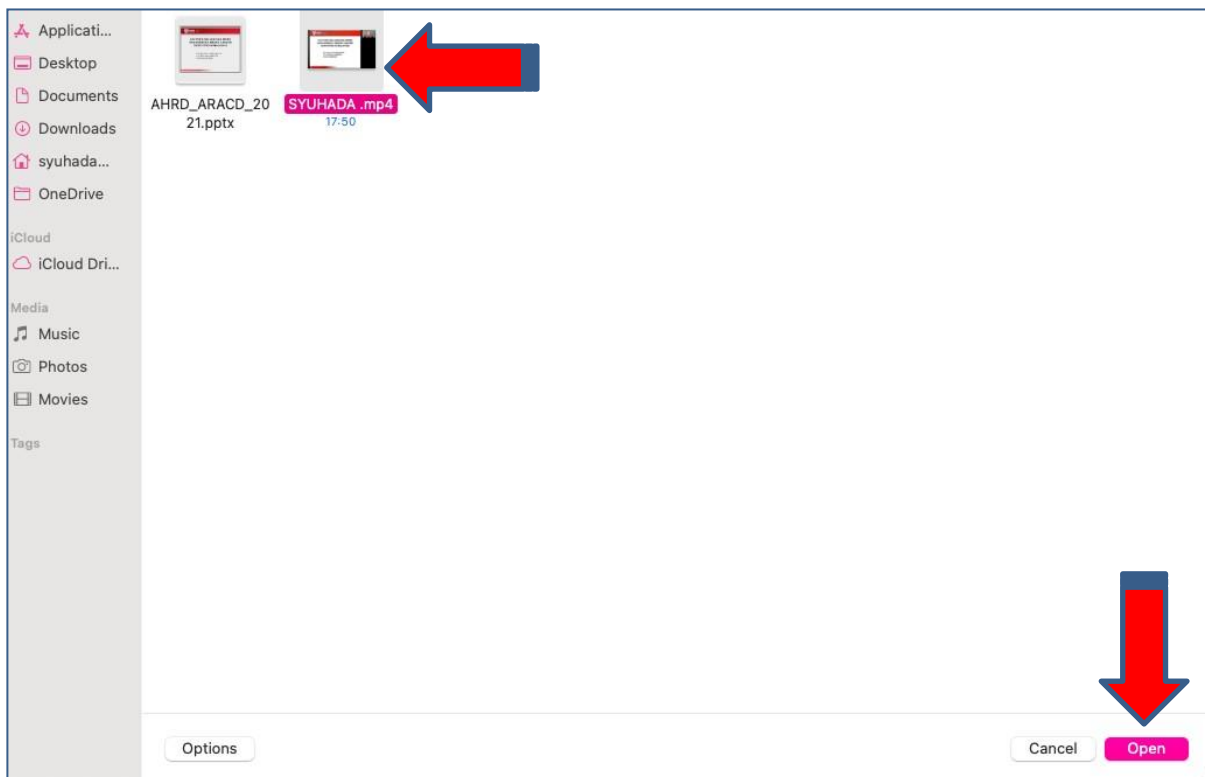 Applicati...
Desktop
Documents
Downloads
syuhada...
OneDrive
iCloud
iCloud Dri...
Media
Music
Photos
Movies
Tags
AHRD_ARACD_20
21.pptx
SYUHADA .mp4
17:50
Options
Cancel
Open